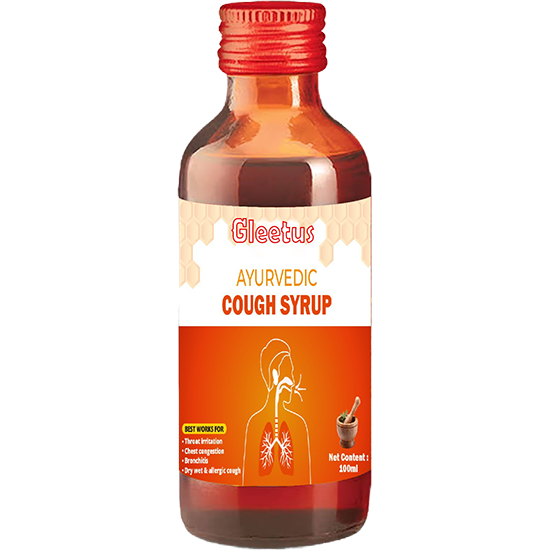 Gleetus
AYURVEDIC
COUGH SYRUP
BEST WORKS FOR
• Throat irritation
• Chest congestion
• Bronchitis
• Dry wet & allergic cough
Net Content :
100ml